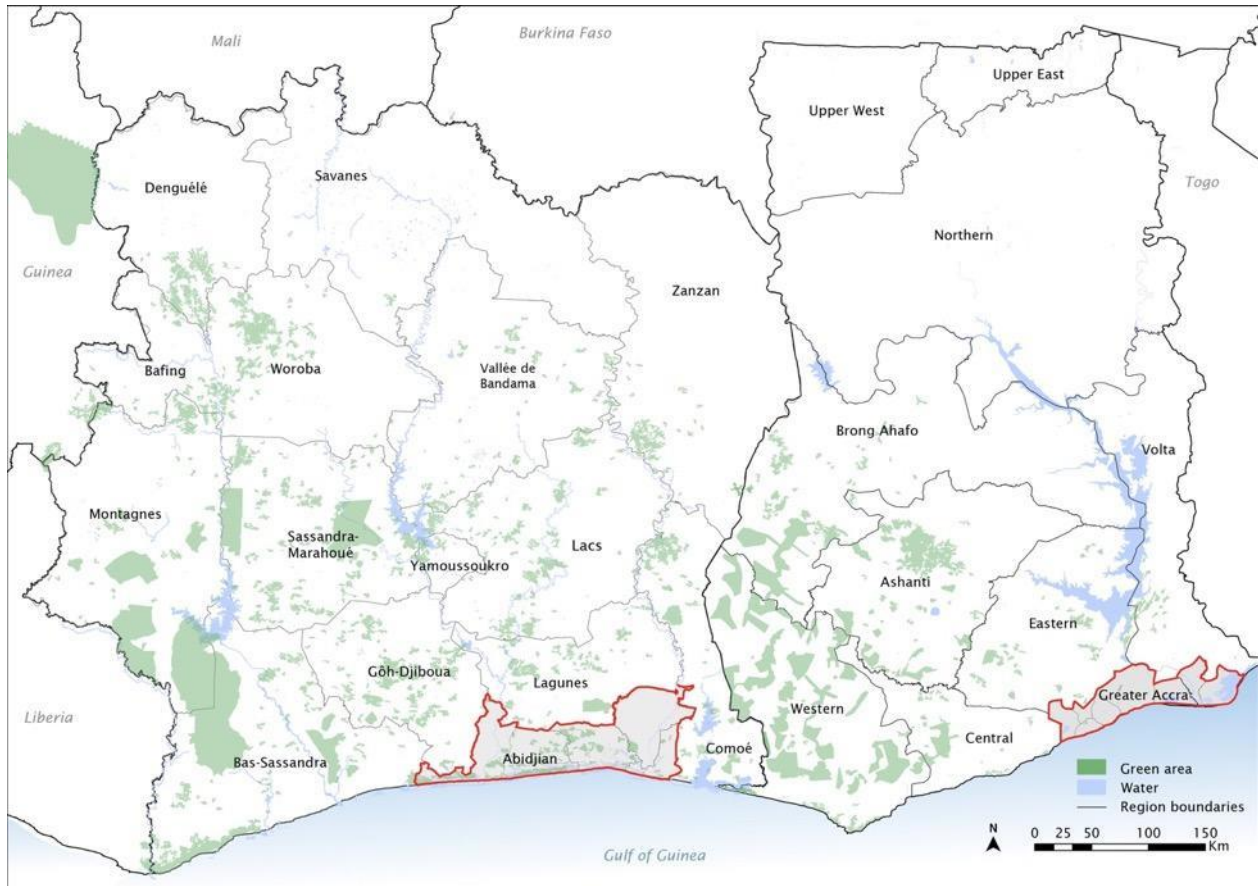 Mali
Burkina Faso
Upper East
Upper West
Denguélé
Savanes
Togo
Northern
Guinea
Zanzan
Bafing
Woroba
Vallée de
Bandama
Brong Ahafo
Volta
Montagnes
Sassandra-
Marahoué
Yamoussoukro
Lacs
Ashanti
Eastern
Gôh-Djiboua
Lagunes
Western
Greater Accra
Liberia
Bas-Sassandra
Abidjian
Comoé
Central
Green area
Water
Region boundaries
N
0 25 50 100 150
Km
Gulf of Guinea